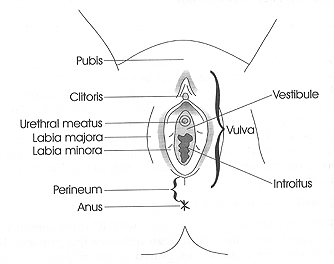 Pubis
Clitoris
Vestibule
Urethral meatus
Vulva
Labia majora
Labia minora
Introitus
Perineum
Anus